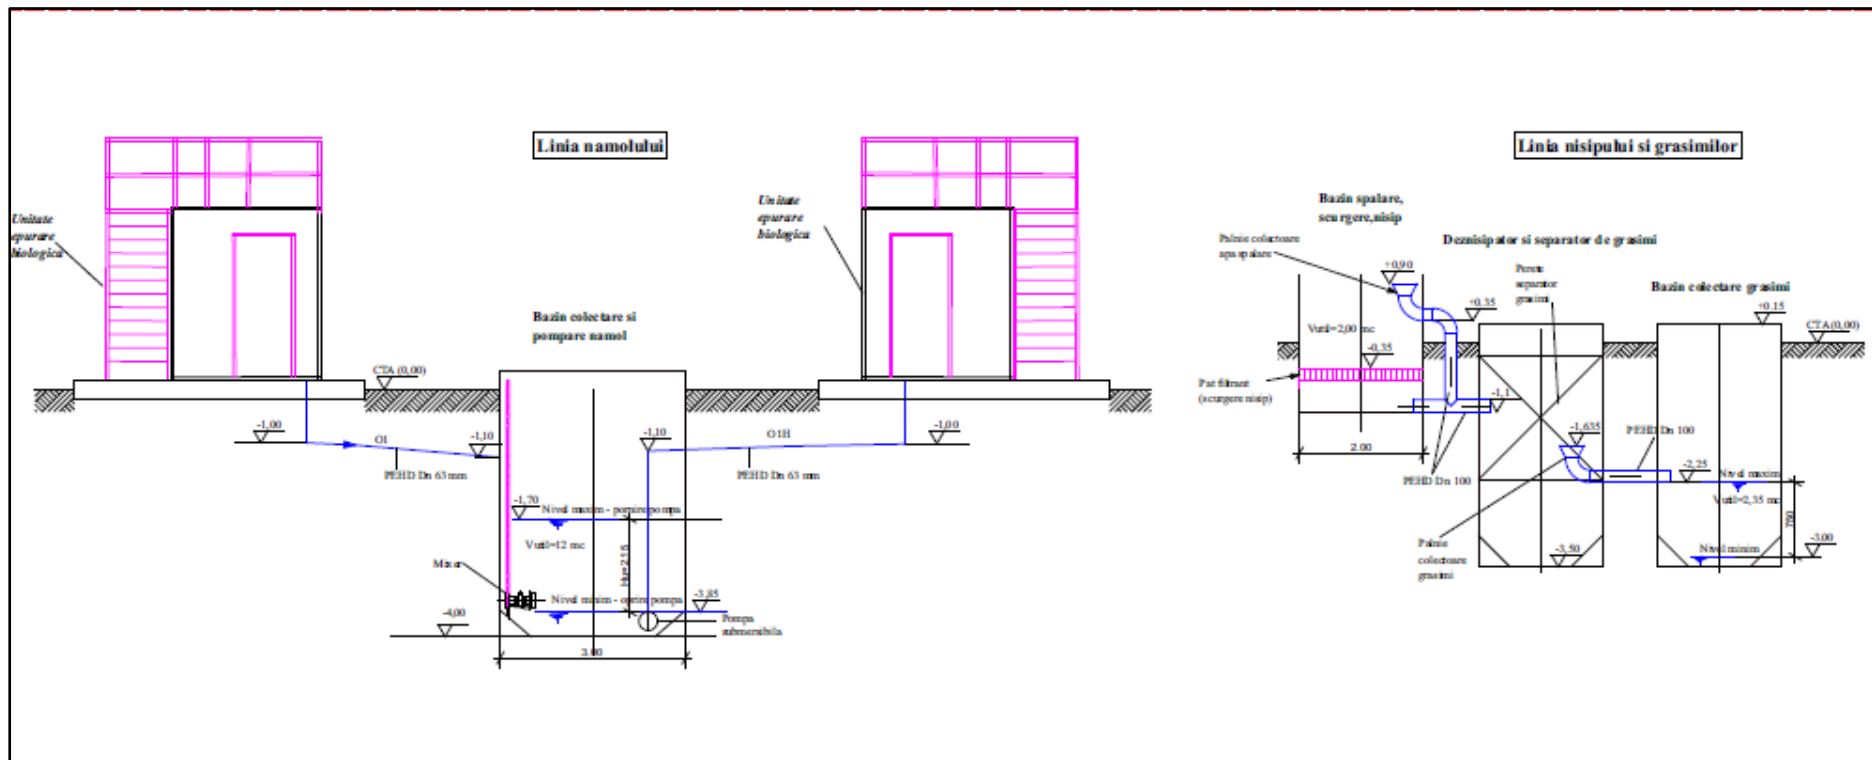 Linia namolului
Unitate
epurare
biologica
Unitate
epurare
biologica
Bazin colectare si
pompare namol
CTA (0,00)
-1,00
O1
-1,10
PEHD Dn 63 mm
-1,10
O1H
-1,00
PEHD Dn 63 mm
-1,70
Nivel maxim - pornire pompa
Vutil=12 mc
Hu=215
Mixer
Nivel minim - oprire pompa
-3,85
-4,00
Pompa
submersibila
3.00
Linia nisipului si grasimilor
Bazin spalare,
scurgere,nisip
Palnie colectoare
apa spalare
Deznisipator si separator de grasimi
+0,90
Perete
separator
grasimi
Bazin colectare grasimi
+0,35
+0,15
CTA(0,00)
Vutil=2,00 mc
-0,35
Pat filtrant
(scurgere nisip)
-1,1
-1,635
PEHD Dn 100
2.00
PEHD Dn 100
-2,25
Nivel maxim
Vutil=2,35 mc
750
Palnie
colectoare
grasimi
-3,50
Nivel minim
-3,00